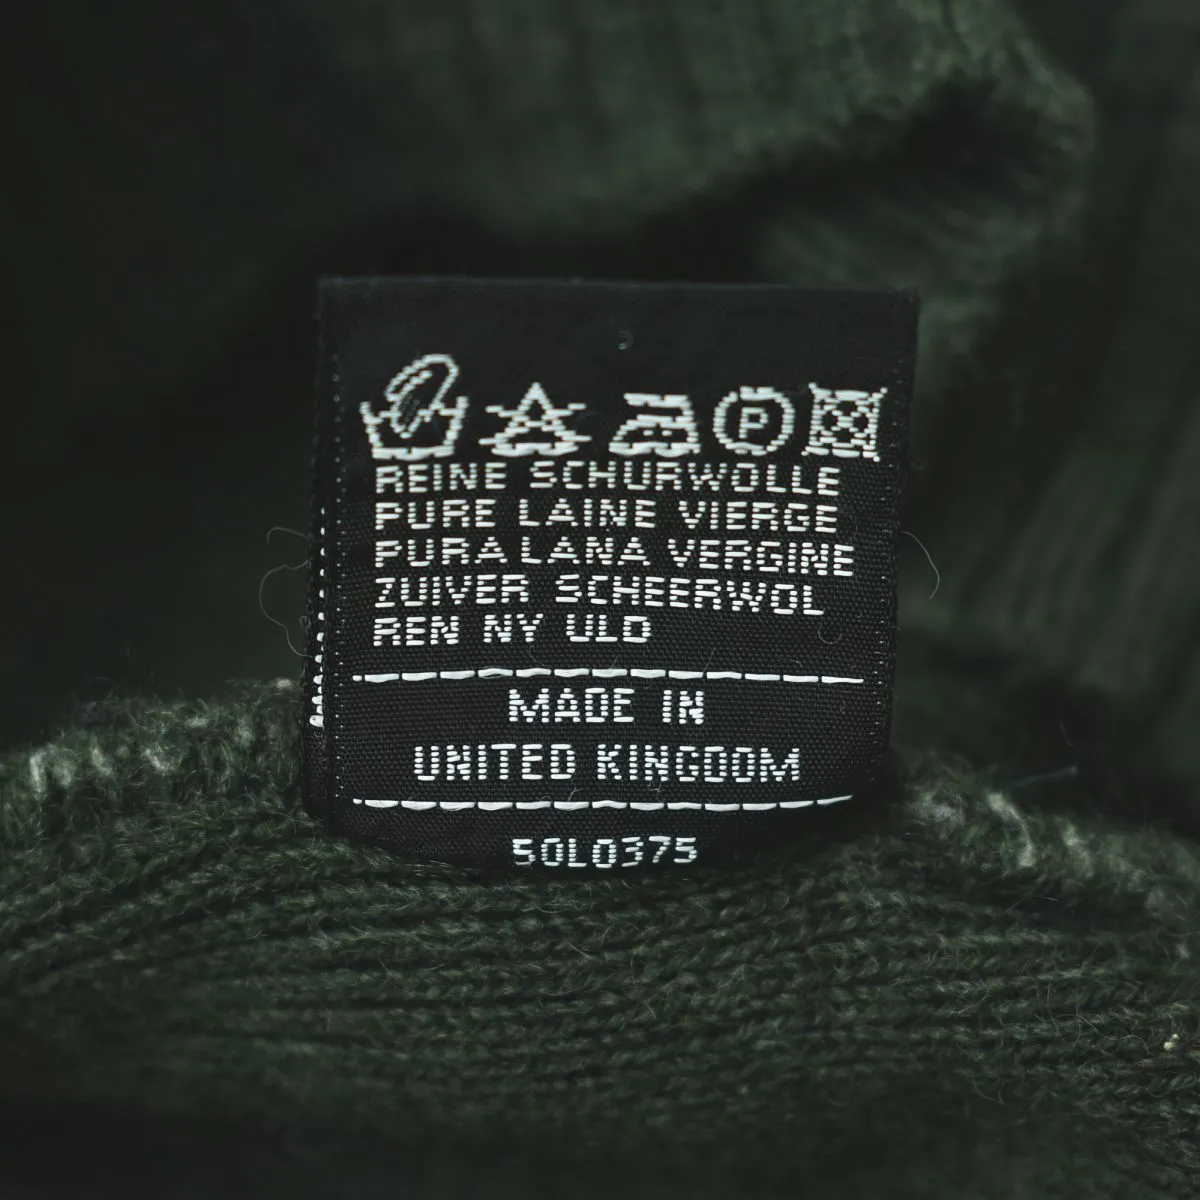 P
REINE SCHURWOLLE
PURE LAINE VIERGE
PURA LANA VERGINE
ZUIVER SCHEERWOL
REN NY ULD
MADE IN
UNITED KINGDOM
50L0375